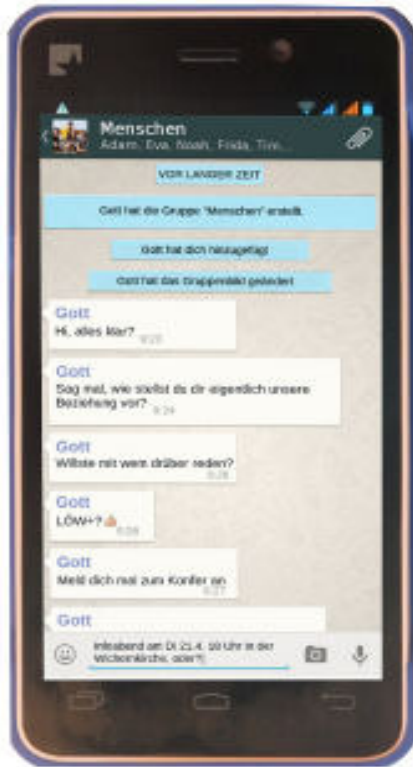 Menschen
Adam, Eva, Noah, Frida, Tim...
VOR LANGER ZEIT
Gott hat die Gruppe "Menschen" erstellt.
Gott hat dich hinzugefügt
Gott hat das Gruppenbild geändert
Gott
Hi, alles klar?
Gott
Sag mal, wie stellst du dir eigentlich unsere
Beziehung vor?
Gott
Willste mit wem drüber reden?
Gott
LÖW+?
Gott
Meld dich mal zum Konfer an
Gott
Infoabend am Di 21.4. 18 Uhr in der
Wichernkirche, oder?